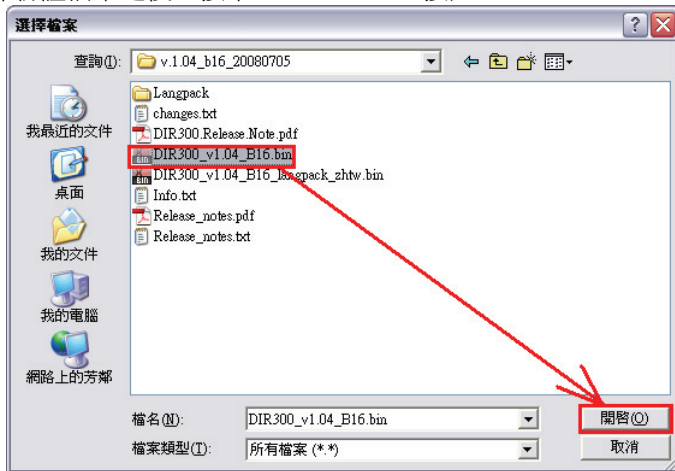 選擇檔案
查詢(I):
v.1.04_b16_20080705
我最近的文件
桌面
我的文件
我的電腦
網路上的芳鄰
Langpack
changes.txt
DIR300.Release.Note.pdf
DIR300_v1.04_B16.bin
DIR300_v1.04_B16_langpack_zhtw.bin
Info.txt
Release_notes.pdf
Release_notes.txt
檔名(N):
DIR300_v1.04_B16.bin
開啓(O)
檔案類型(T):
所有檔案 (*.*)
取消